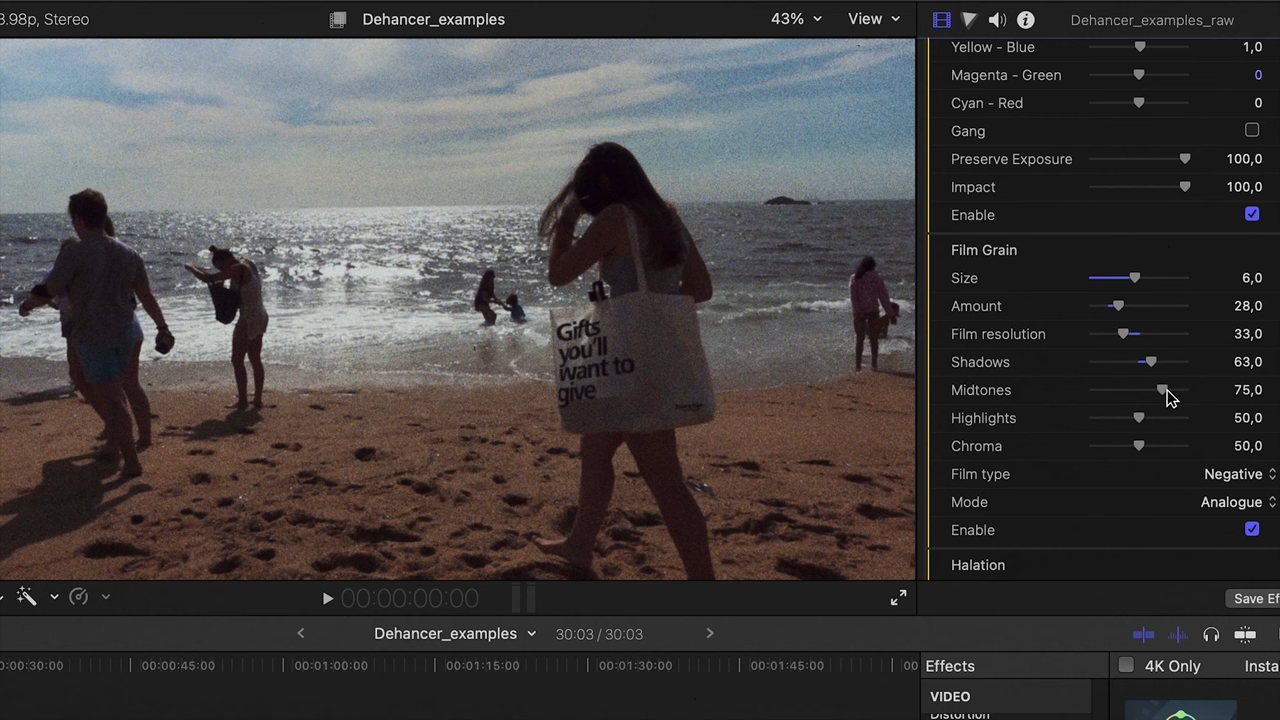 3.98p, Stereo
Dehancer_examples
43%
View
Dehancer_examples_raw
Yellow - Blue 1,0
Magenta - Green 0
Cyan - Red 0
Gang
Preserve Exposure 100,0
Impact 100,0
Enable
Film Grain
Size 6,0
Amount 28,0
Film resolution 33,0
Shadows 63,0
Midtones 75,0
Highlights 50,0
Chroma 50,0
Film type Negative
Mode Analogue
Enable
Halation
Gifts
you'll
want to
give
00:00:00:00
Save Ef
Dehancer_examples
30:03 / 30:03
0:00:30:00
00:00:45:00
00:01:00:00
00:01:15:00
00:01:30:00
00:01:45:00
00
Effects
4K Only
Insta
VIDEO
Distortion